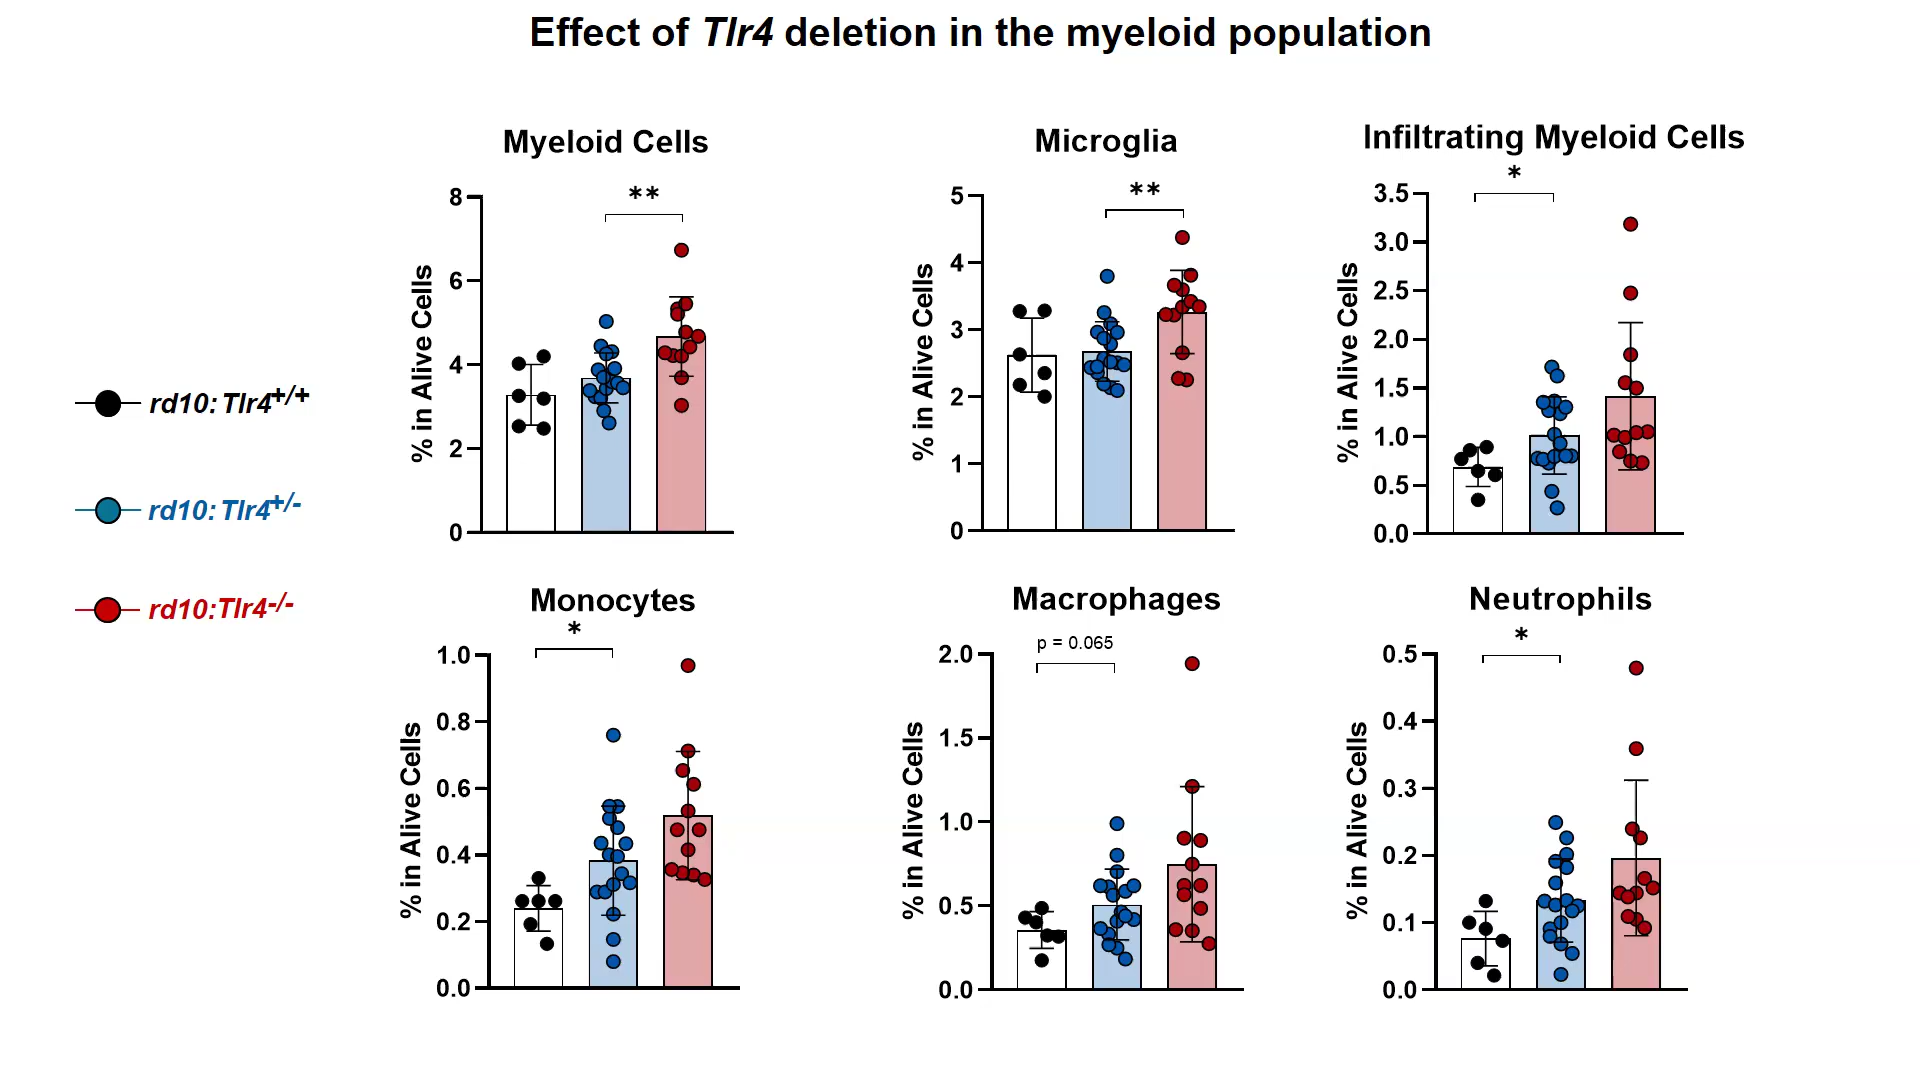 Effect of Tlr4 deletion in the myeloid population
rd10:Tlr4+/+
rd10:Tlr4+/-
rd10:Tlr4-/-
Myeloid Cells
**
% in Alive Cells
8
6
4
2
0
Microglia
**
% in Alive Cells
5
4
3
2
1
0
Infiltrating Myeloid Cells
*
% in Alive Cells
3.5
3.0
2.5
2.0
1.5
1.0
0.5
0.0
Monocytes
*
% in Alive Cells
1.0
0.8
0.6
0.4
0.2
0.0
Macrophages
p = 0.065
% in Alive Cells
2.0
1.5
1.0
0.5
0.0
Neutrophils
*
% in Alive Cells
0.5
0.4
0.3
0.2
0.1
0.0